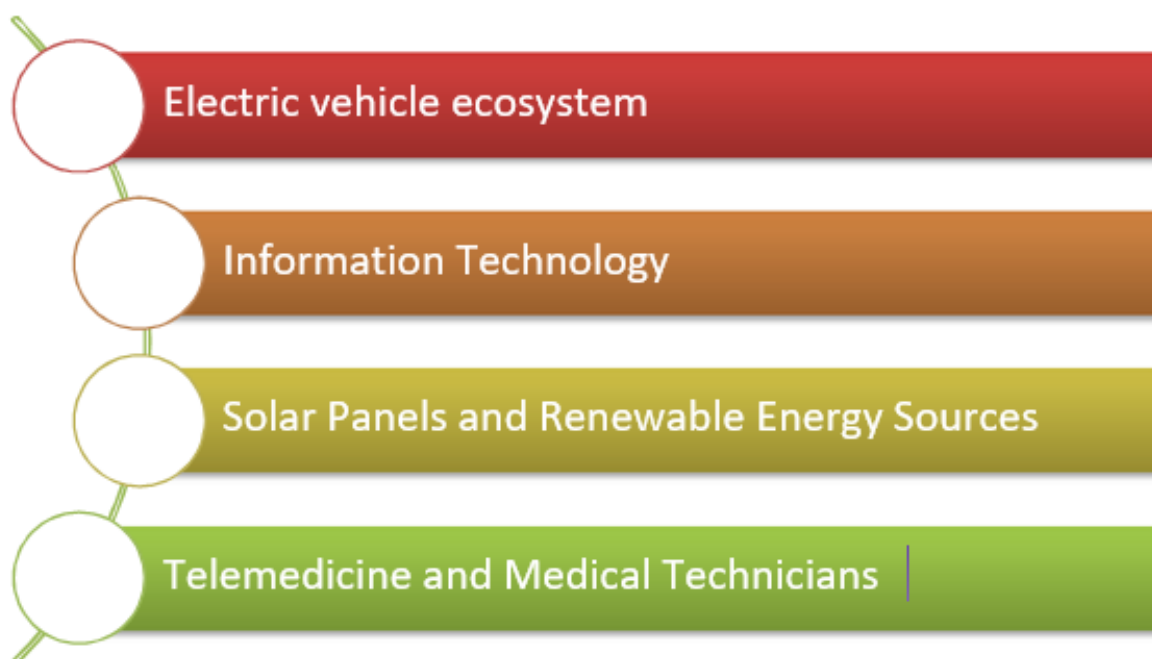 Electric vehicle ecosystem
Information Technology
Solar Panels and Renewable Energy Sources
Telemedicine and Medical Technicians